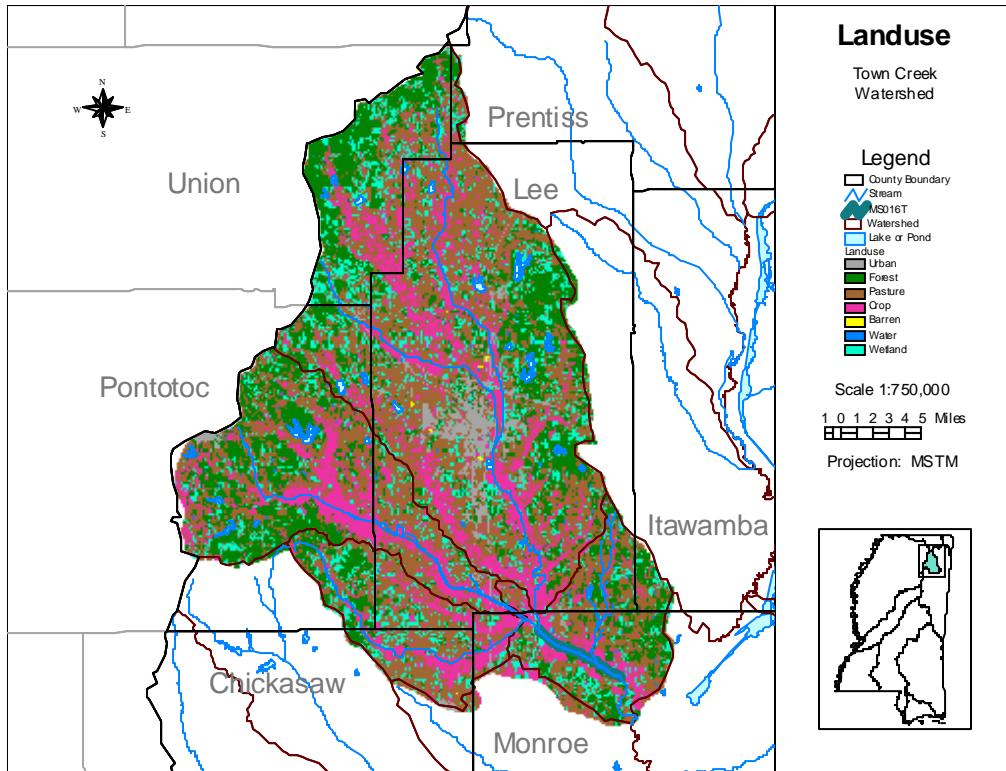 Landuse
Town Creek
Watershed
N
W E
S
Prentiss
Union
Lee
Pontotoc
Itawamba
Chickasaw
Monroe
Legend
County Boundary
Stream
MS016T
Watershed
Lake or Pond
Landuse
Urban
Forest
Pasture
Crop
Barren
Water
Wetland
Scale 1:750,000
1 0 1 2 3 4 5 Miles
Projection: MSTM